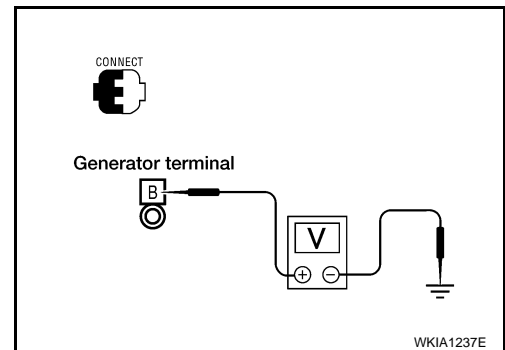 CONNECT
Generator terminal
B
V
+ −
WKIA1237E